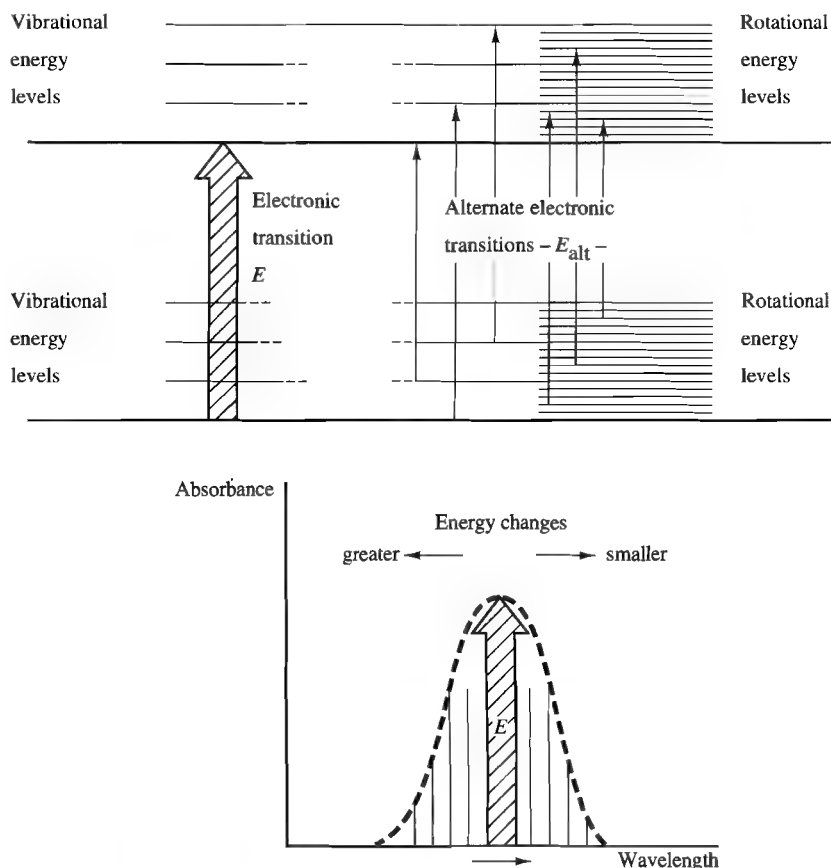 Vibrational
energy
levels
Rotational
energy
levels
Electronic
transition
E
Alternate electronic
transitions – E_alt –
Vibrational
energy
levels
Rotational
energy
levels
Absorbance
Energy changes
greater
smaller
E
Wavelength